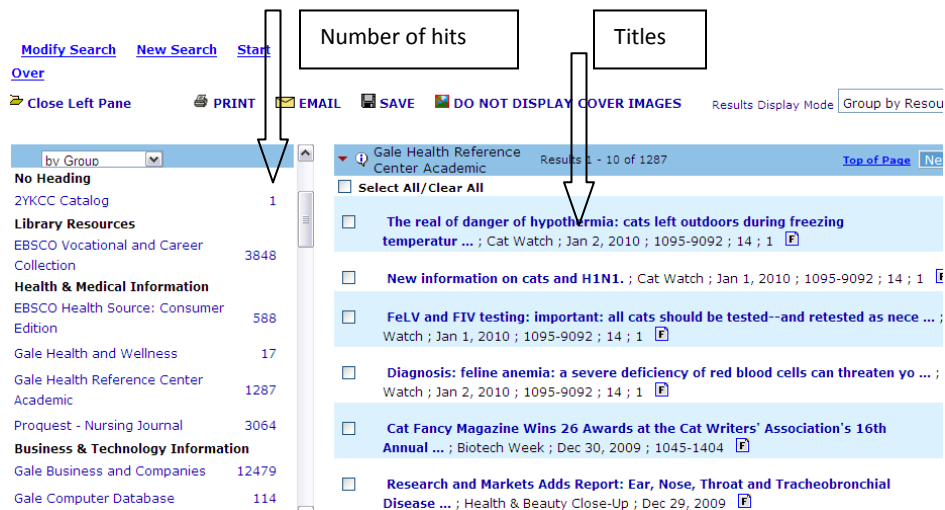 Number of hits
Titles
Modify Search New Search Start
Over
Close Left Pane PRINT EMAIL SAVE DO NOT DISPLAY COVER IMAGES Results Display Mode Group by Resou
by Group
No Heading
2YKCC Catalog 1
Library Resources
EBSCO Vocational and Career
Collection 3848
Health & Medical Information
EBSCO Health Source: Consumer
Edition 588
Gale Health and Wellness 17
Gale Health Reference Center
Academic 1287
Proquest - Nursing Journal 3064
Business & Technology Information
Gale Business and Companies 12479
Gale Computer Database 114
Gale Health Reference
Center Academic Results 1 - 10 of 1287 Top of Page Ne
Select All/Clear All
The real of danger of hypothermia: cats left outdoors during freezing
temperatur ... ; Cat Watch ; Jan 2, 2010 ; 1095-9092 ; 14 ; 1 F
New information on cats and H1N1. ; Cat Watch ; Jan 1, 2010 ; 1095-9092 ; 14 ; 1 F
FeLV and FIV testing: important: all cats should be tested--and retested as nece ... ;
Watch ; Jan 1, 2010 ; 1095-9092 ; 14 ; 1 F
Diagnosis: feline anemia: a severe deficiency of red blood cells can threaten yo ... ;
Watch ; Jan 1, 2010 ; 1095-9092 ; 14 ; 1 F
Cat Fancy Magazine Wins 26 Awards at the Cat Writers' Association's 16th
Annual ... ; Biotech Week ; Dec 30, 2009 ; 1045-1404 F
Research and Markets Adds Report: Ear, Nose, Throat and Tracheobronchial
Disease ... ; Health & Beauty Close-Up ; Dec 29, 2009 F